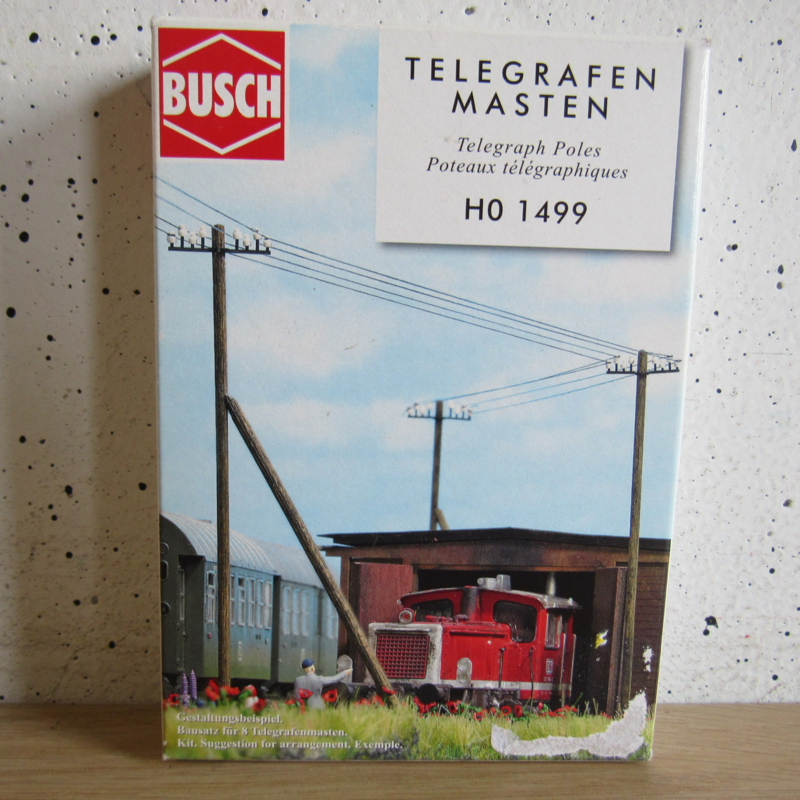 BUSCH
TELEGRAFEN
MASTEN
Telegraph Poles
Poteaux télégraphiques
H0 1499
Gestaltungsbeispiel.
Bausatz für 8 Telegrafenmasten.
Kit. Suggestion for arrangement. Exemple.